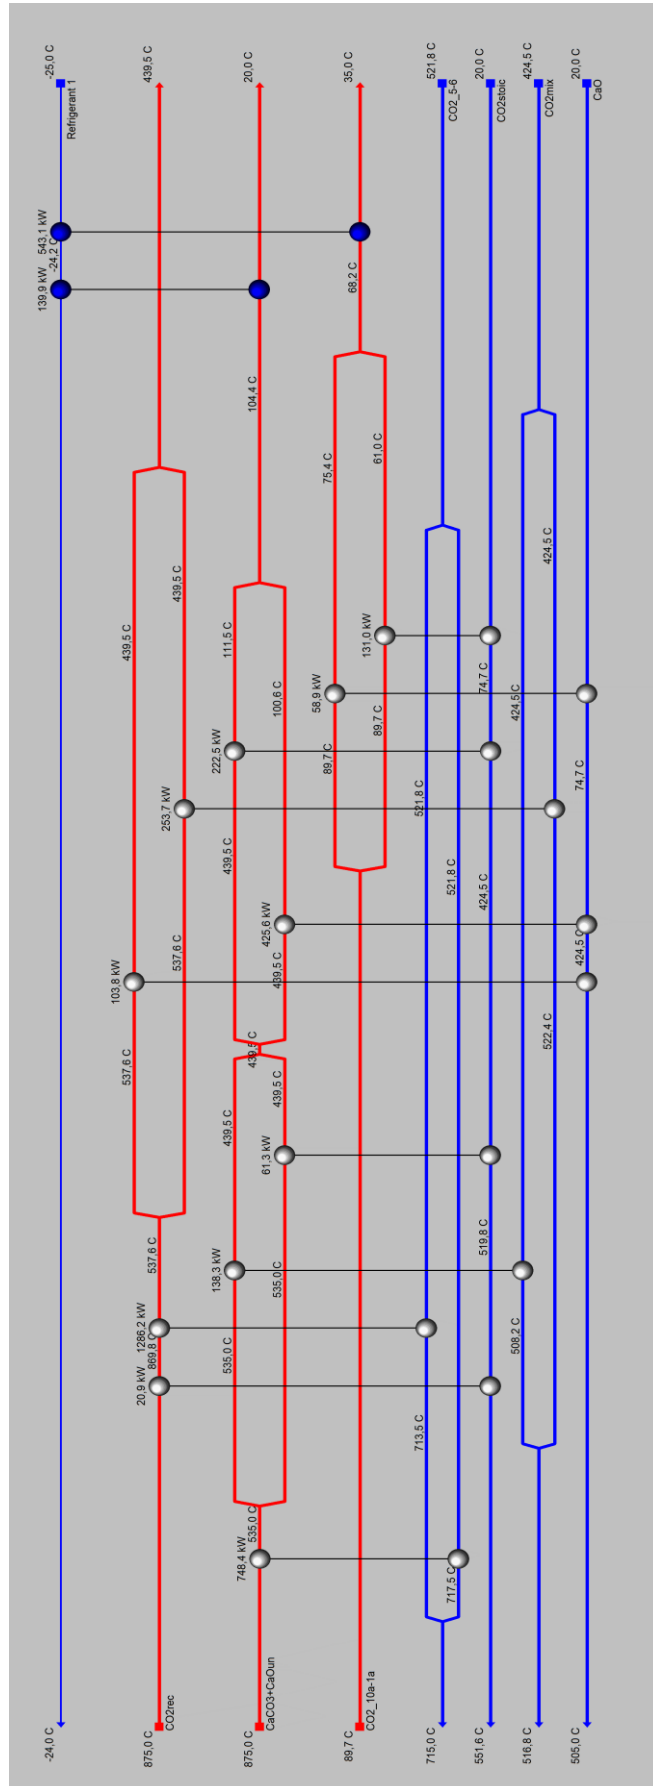 139,9 kW
543,1 kW
-24,0 C
-24,2 C
-25,0 C
Refrigerant 1
103,8 kW
537,6 C
439,5 C
20,9 kW
1286,2 kW
875,0 C
869,8 C
537,6 C
439,5 C
CO2rec
253,7 kW
537,6 C
439,5 C
138,3 kW
222,5 kW
535,0 C
439,5 C
439,5 C
111,5 C
748,4 kW
875,0 C
535,0 C
439,5 C
104,4 C
20,0 C
CaCO3+CaOun
61,3 kW
425,6 kW
535,0 C
439,5 C
439,5 C
100,6 C
58,9 kW
89,7 C
75,4 C
89,7 C
68,2 C
35,0 C
CO2_10a-1a
131,0 kW
89,7 C
61,0 C
713,5 C
521,8 C
715,0 C
521,8 C
CO2_5-6
717,5 C
521,8 C
551,6 C
519,8 C
424,5 C
74,7 C
20,0 C
CO2stoic
508,2 C
424,5 C
516,8 C
424,5 C
CO2mix
522,4 C
424,5 C
505,0 C
424,5 C
74,7 C
20,0 C
CaO